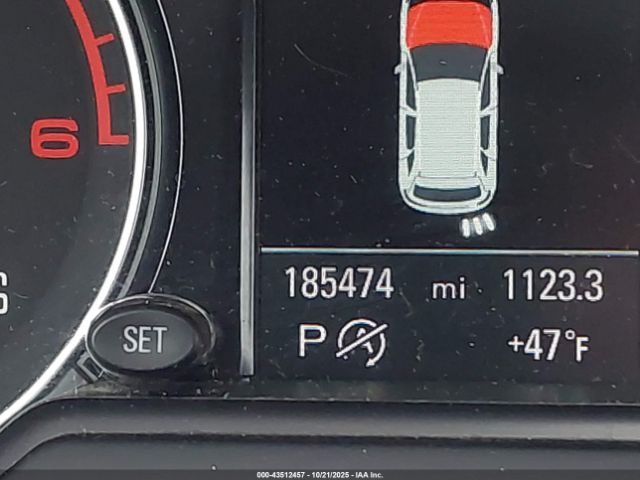 6
185474 mi 1123.3
P A +47°F
SET
000-43512457 - 10/21/2025 - IAA Inc.